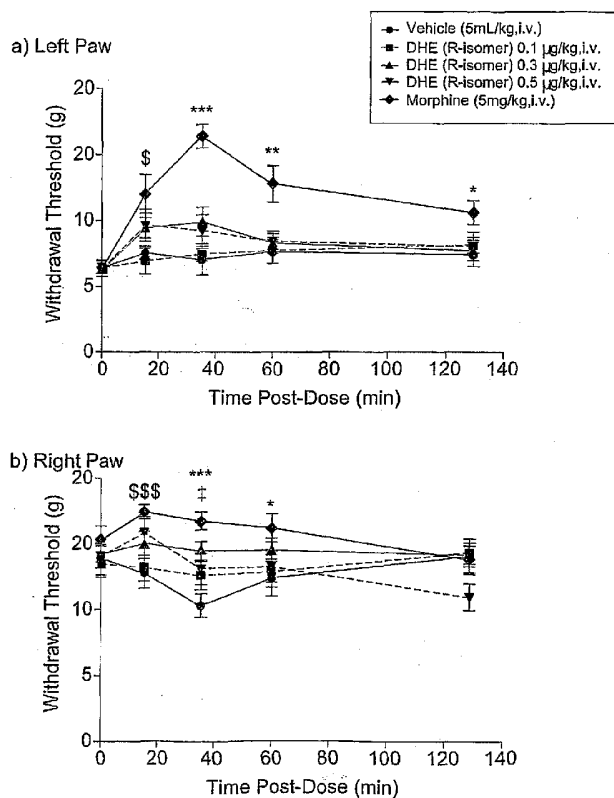 Vehicle (5mL/kg,i.v.)
DHE (R-isomer) 0.1 µg/kg,i.v.
DHE (R-isomer) 0.3 µg/kg,i.v.
DHE (R-isomer) 0.5 µg/kg,i.v.
Morphine (5mg/kg,i.v.)
a) Left Paw
Withdrawal Threshold (g)
20
20
10
5
0
$
***
**
*
0 20 40 60 80 100 120 140
Time Post-Dose (min)
b) Right Paw
Withdrawal Threshold (g)
20
20
10
5
0
$$$
***
‡
*
0 20 40 60 80 100 120 140
Time Post-Dose (min)